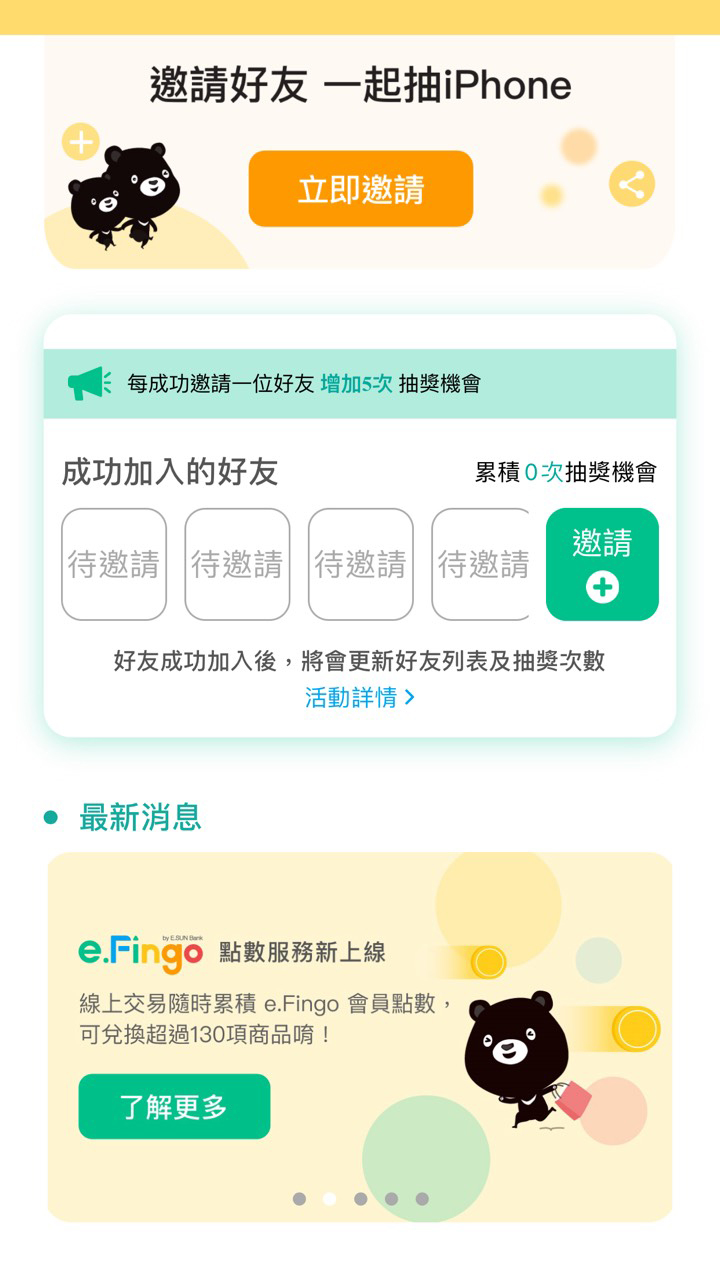 邀請好友 一起抽iPhone
立即邀請
每成功邀請一位好友 增加5次 抽獎機會
成功加入的好友
累積0次抽獎機會
待邀請
待邀請
待邀請
待邀請
邀請
好友成功加入後，將會更新好友列表及抽獎次數
活動詳情
最新消息
by E.SUN Bank
e.Fingo 點數服務新上線
線上交易隨時累積 e.Fingo 會員點數，
可兌換超過130項商品唷！
了解更多